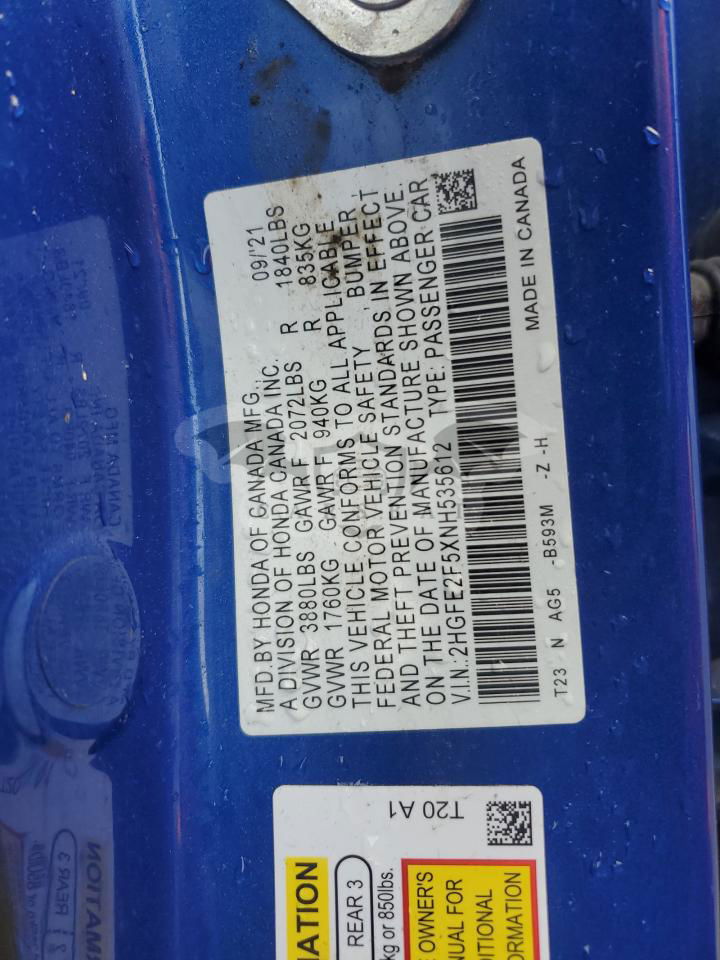 MFD.BY HONDA OF CANADA MFG., 09/'21
A DIVISION OF HONDA CANADA INC.
GVWR 3880LBS GAWR F 2072LBS R 1840LBS
GVWR 1760KG GAWR F 940KG R 835KG
THIS VEHICLE CONFORMS TO ALL APPLICABLE
FEDERAL MOTOR VEHICLE SAFETY , BUMPER ,
AND THEFT PREVENTION STANDARDS IN EFFECT
ON THE DATE OF MANUFACTURE SHOWN ABOVE.
V.I.N.:2HGFE2F5XNH535612 TYPE: PASSENGER CAR
T23 N AG5 -B593M -Z -H MADE IN CANADA
T20 A1
REAR 3
kg or 850lbs.
OWNER'S
FOR